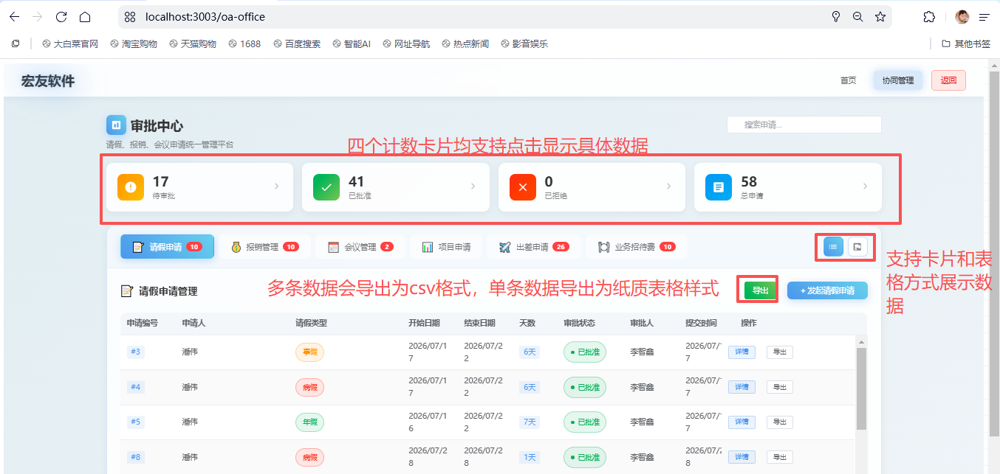 localhost:3003/oa-office
大白菜官网 淘宝购物 天猫购物 1688 百度搜索 智能AI 网址导航 热点新闻 影音娱乐 其他书签
宏友软件 首页 协同管理 返回
审批中心 搜索申请...
请假、报销、会议申请统一管理平台
四个计数卡片均支持点击显示具体数据
17 待审批
41 已批准
0 已拒绝
58 总申请
请假申请 10 报销管理 10 会议管理 2 项目申请 出差申请 26 业务招待费 10
支持卡片和表
格方式展示数
据
请假申请管理 多条数据会导出为csv格式，单条数据导出为纸质表格样式 导出 + 发起请假申请
申请编号 申请人 请假类型 开始日期 结束日期 天数 审批状态 审批人 提交时间 操作
#3 潘伟 事假 2026/07/17 2026/07/22 6天 已批准 李智鑫 2026/07/17 详情 导出
#4 潘伟 病假 2026/07/17 2026/07/22 6天 已批准 李智鑫 2026/07/17 详情 导出
#5 潘伟 年假 2026/07/16 2026/07/22 7天 已批准 李智鑫 2026/07/17 详情 导出
#8 潘伟 病假 2026/07/28 2026/07/28 1天 已批准 李智鑫 2026/07/28 详情 导出